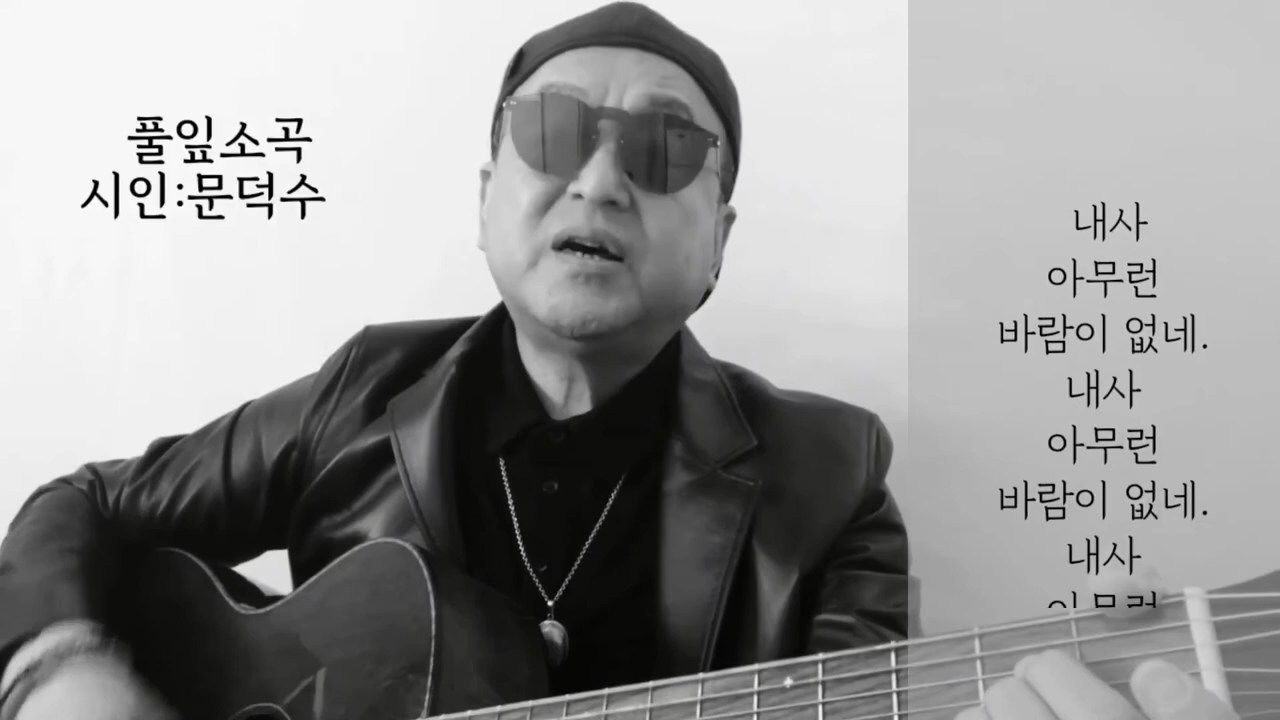 풀잎소곡
시인:문덕수
내사
아무런
바람이 없네.
내사
아무런
바람이 없네.
내사